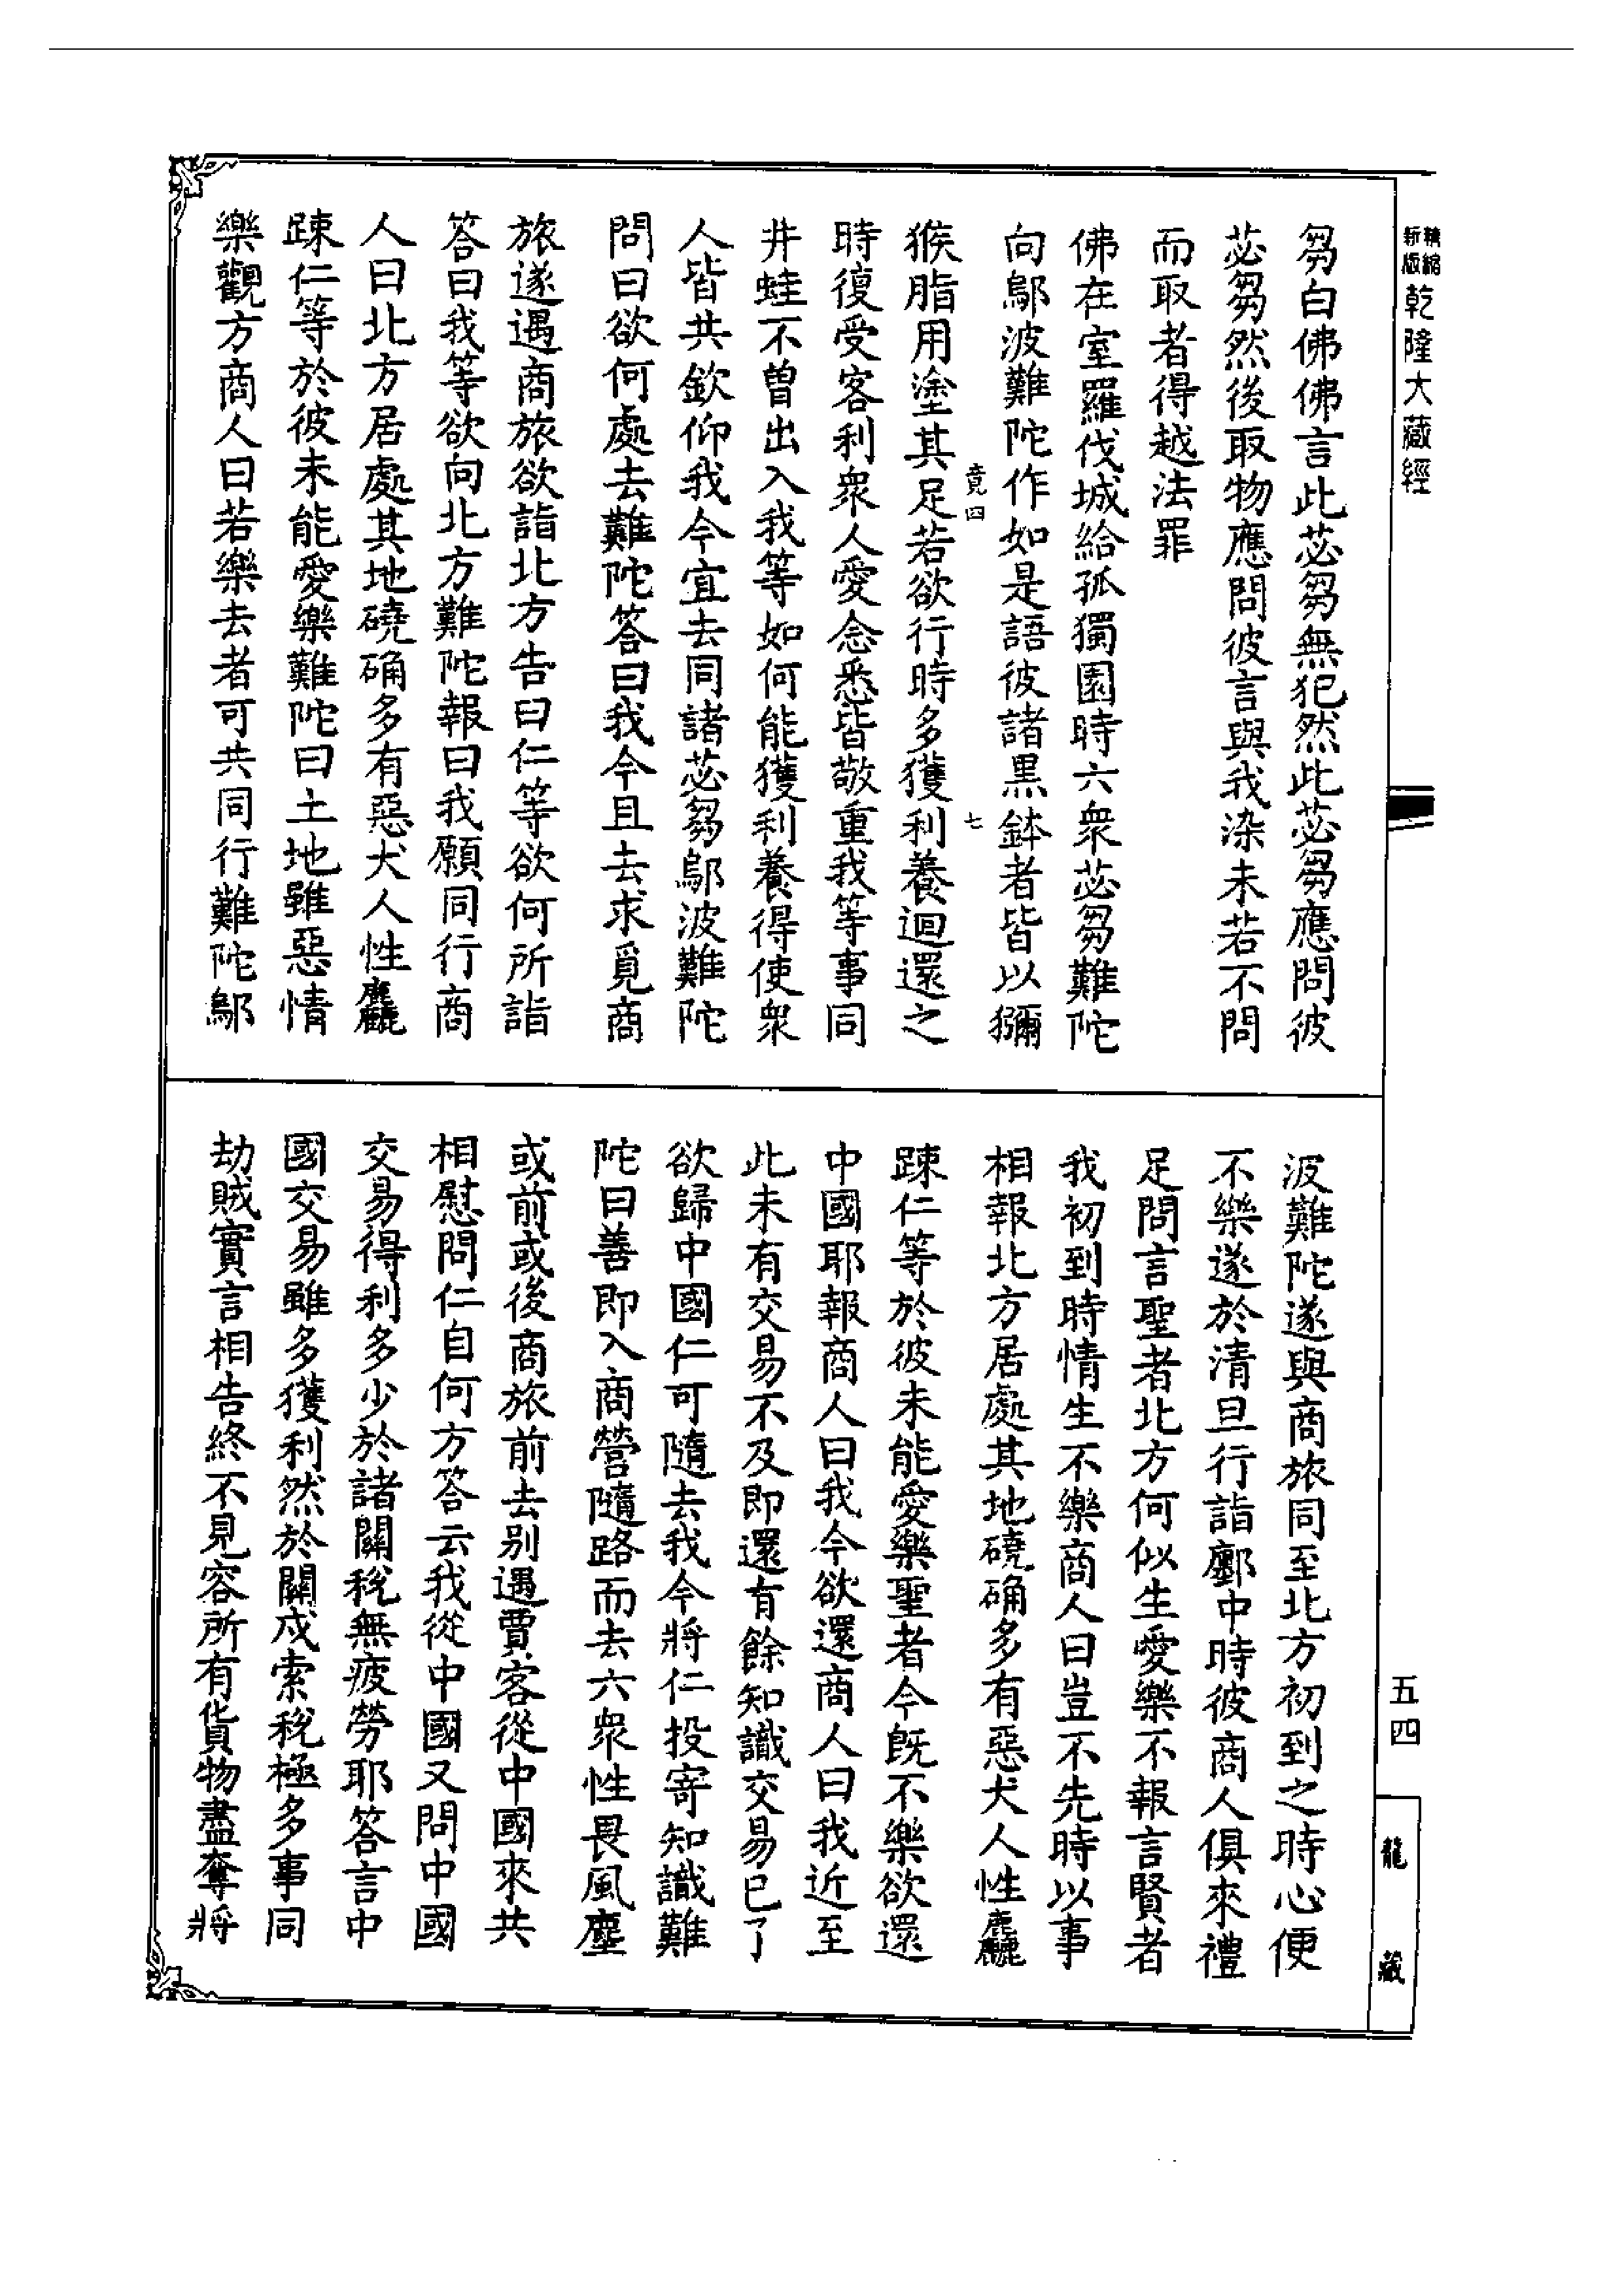 精縮新版乾隆大藏經
芻白佛佛言此苾芻無犯然此苾芻應問彼
苾芻然後取物應問彼言與我染未若不問
而取者得越法罪
佛在室羅伐城給孤獨園時六衆苾芻難陀
向鄔波難陀作如是語彼諸黑鉢者皆以獼
竟四 七
猴脂用塗其足若欲行時多獲利養迴還之
時復受客利衆人愛念悉皆敬重我等事同
井蛙不曾出入我等如何能獲利養得使衆
人皆共欽仰我今宜去同諸苾芻鄔波難陀
問曰欲何處去難陀答曰我今且去求覓商
旅遂遇商旅欲詣北方告曰仁等欲何所詣
答曰我等欲向北方難陀報曰我願同行商
人曰北方居處其地磽确多有惡犬人性麤
踈仁等於彼未能愛樂難陀曰土地雖惡情
樂觀方商人曰若樂去者可共同行難陀鄔
波難陀遂與商旅同至北方初到之時心便
不樂遂於清旦行詣鄽中時彼商人俱來禮
足問言聖者北方何似生愛樂不報言賢者
我初到時情生不樂商人曰豈不先時以事
相報北方居處其地磽确多有惡犬人性麤
踈仁等於彼未能愛樂聖者今既不樂欲還
中國耶報商人曰我今欲還商人曰我近至
此未有交易不及即還有餘知識交易已了
欲歸中國仁可隨去我今將仁投寄知識難
陀曰善即入商營隨路而去六衆性畏風塵
或前或後商旅前去别遇賈客從中國來共
相慰問仁自何方答云我從中國又問中國
交易得利多少於諸關稅無疲勞耶答言中
國交易雖多獲利然於關戍索稅極多事同
劫賊實言相告終不見容所有貨物盡奪將
五四
龍藏